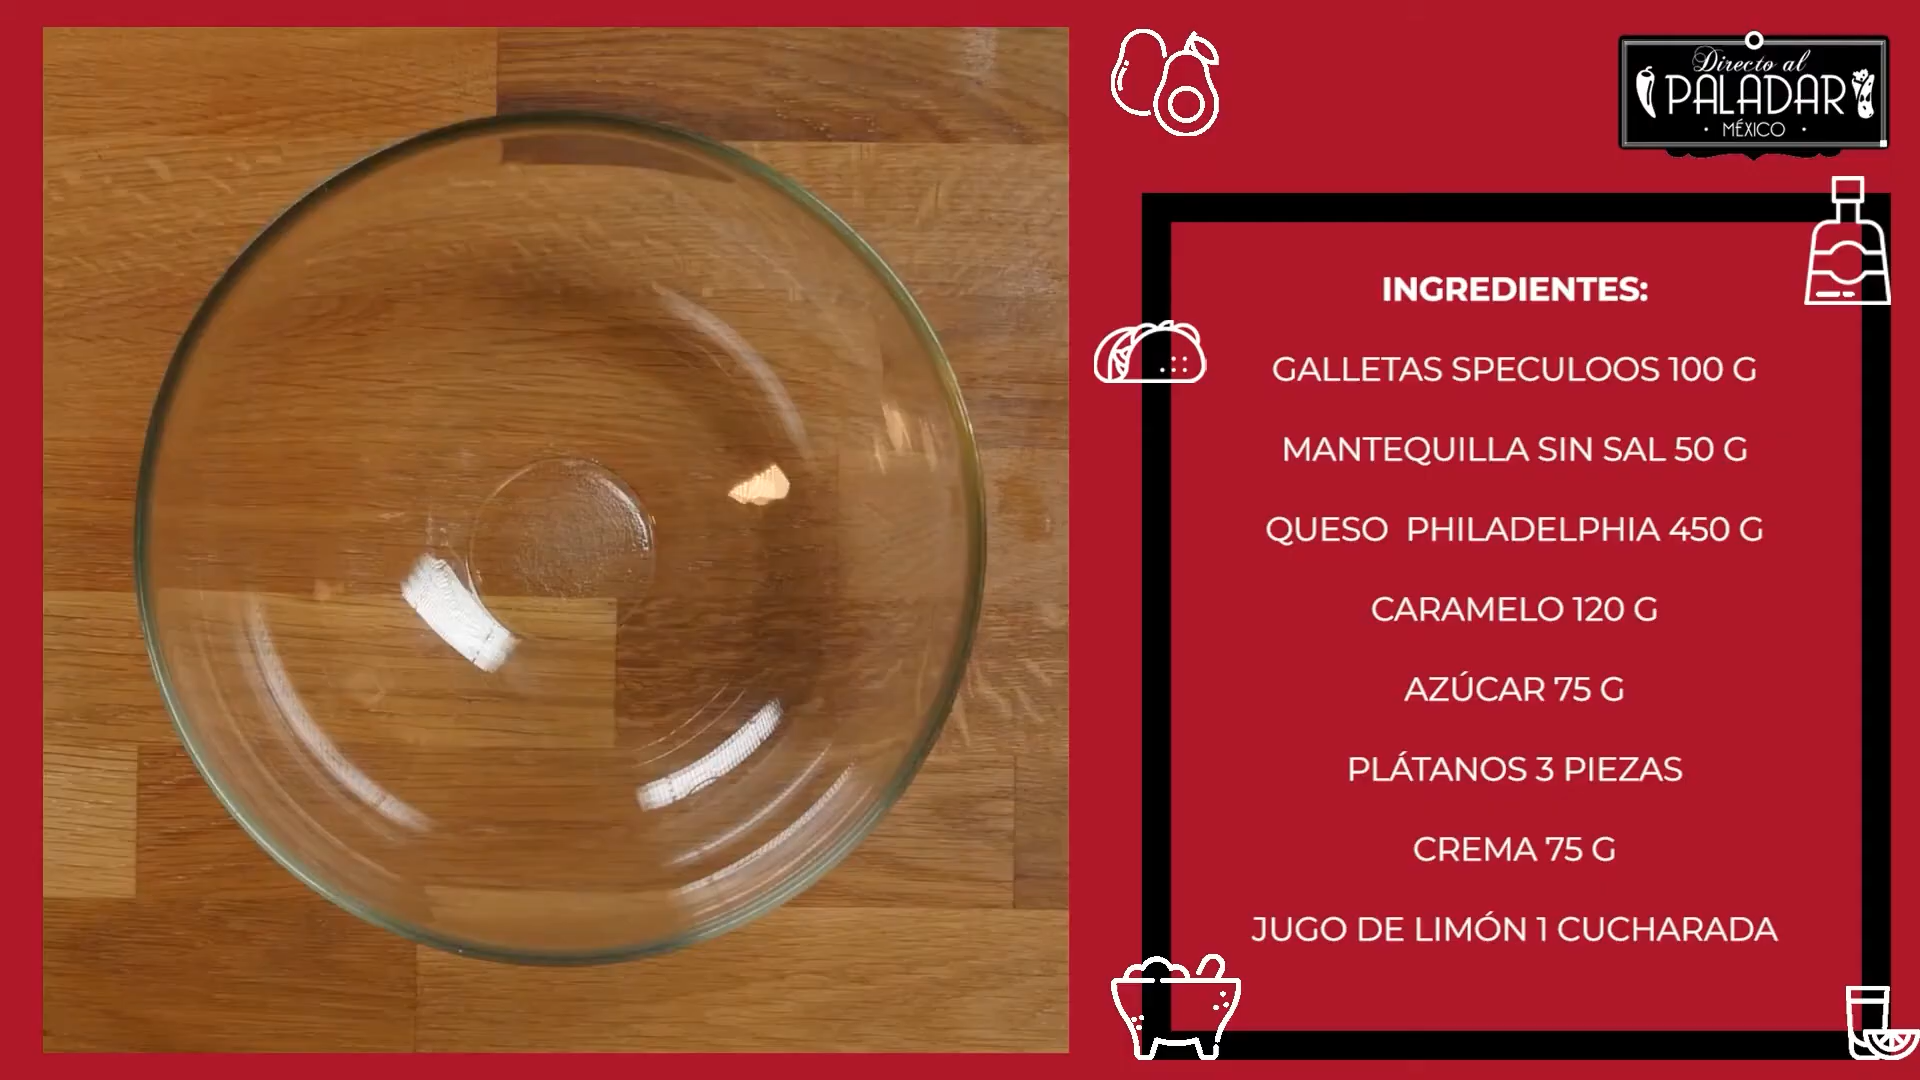 Directo al
PALADAR
· MÉXICO ·
INGREDIENTES:
GALLETAS SPECULOOS 100 G
MANTEQUILLA SIN SAL 50 G
QUESO PHILADELPHIA 450 G
CARAMELO 120 G
AZÚCAR 75 G
PLÁTANOS 3 PIEZAS
CREMA 75 G
JUGO DE LIMÓN 1 CUCHARADA